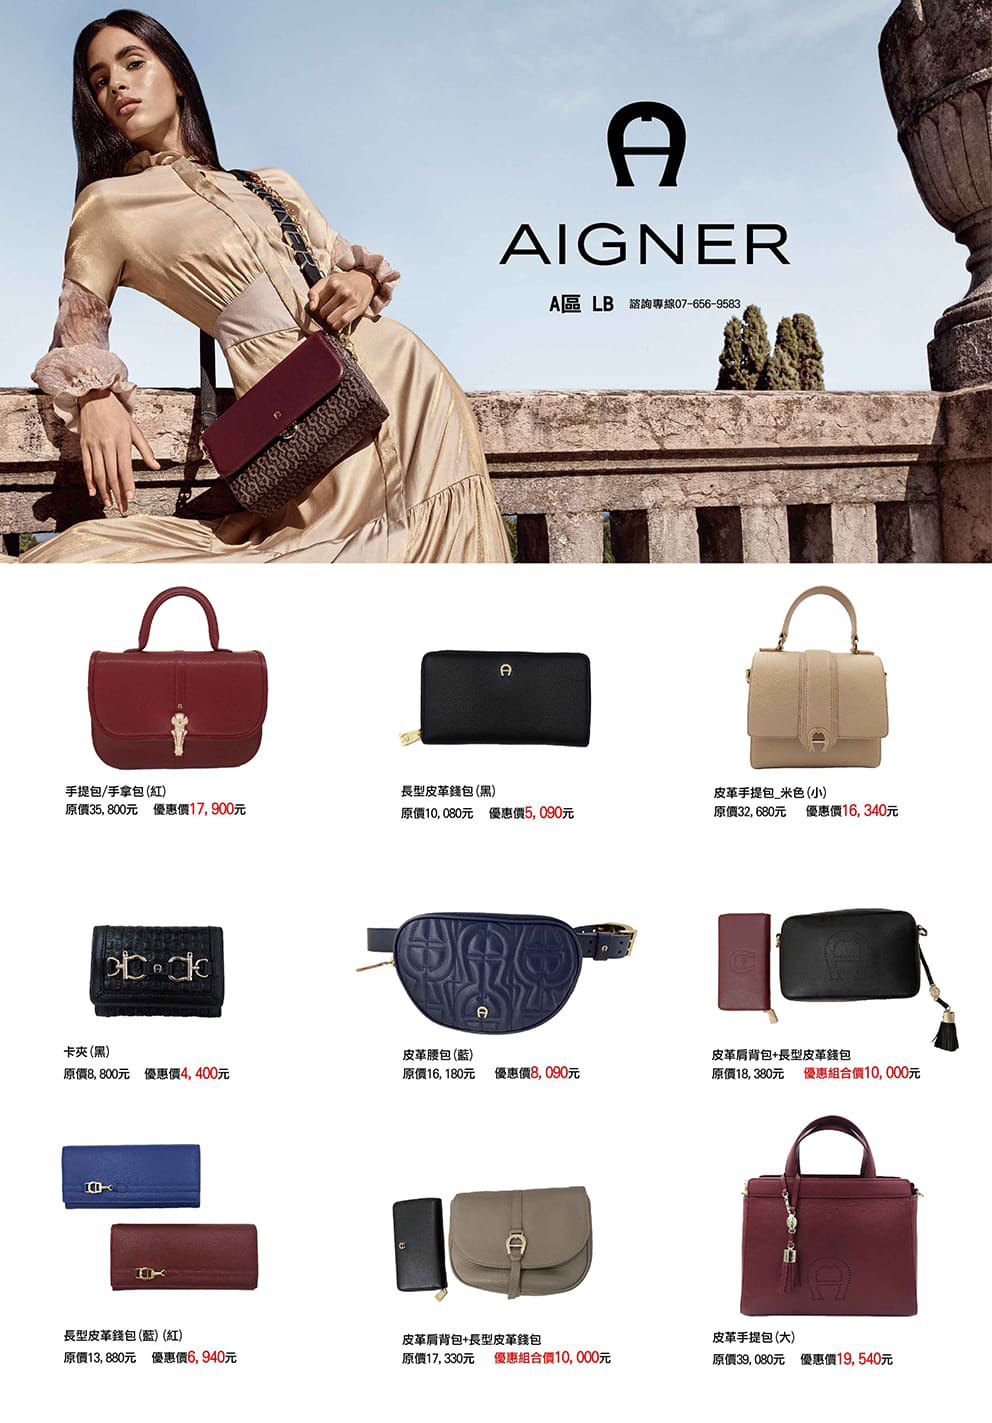 AIGNER
A區 LB 諮詢專線07-656-9583
手提包/手拿包(紅)
原價35,800元 優惠價17,900元
長型皮革錢包(黑)
原價10,080元 優惠價5,090元
皮革手提包_米色(小)
原價32,680元 優惠價16,340元
卡夾(黑)
原價8,800元 優惠價4,400元
皮革腰包(藍)
原價16,180元 優惠價8,090元
皮革肩背包+長型皮革錢包
原價18,380元 優惠組合價10,000元
長型皮革錢包(藍)(紅)
原價13,880元 優惠價6,940元
皮革肩背包+長型皮革錢包
原價17,330元 優惠組合價10,000元
皮革手提包(大)
原價39,080元 優惠價19,540元